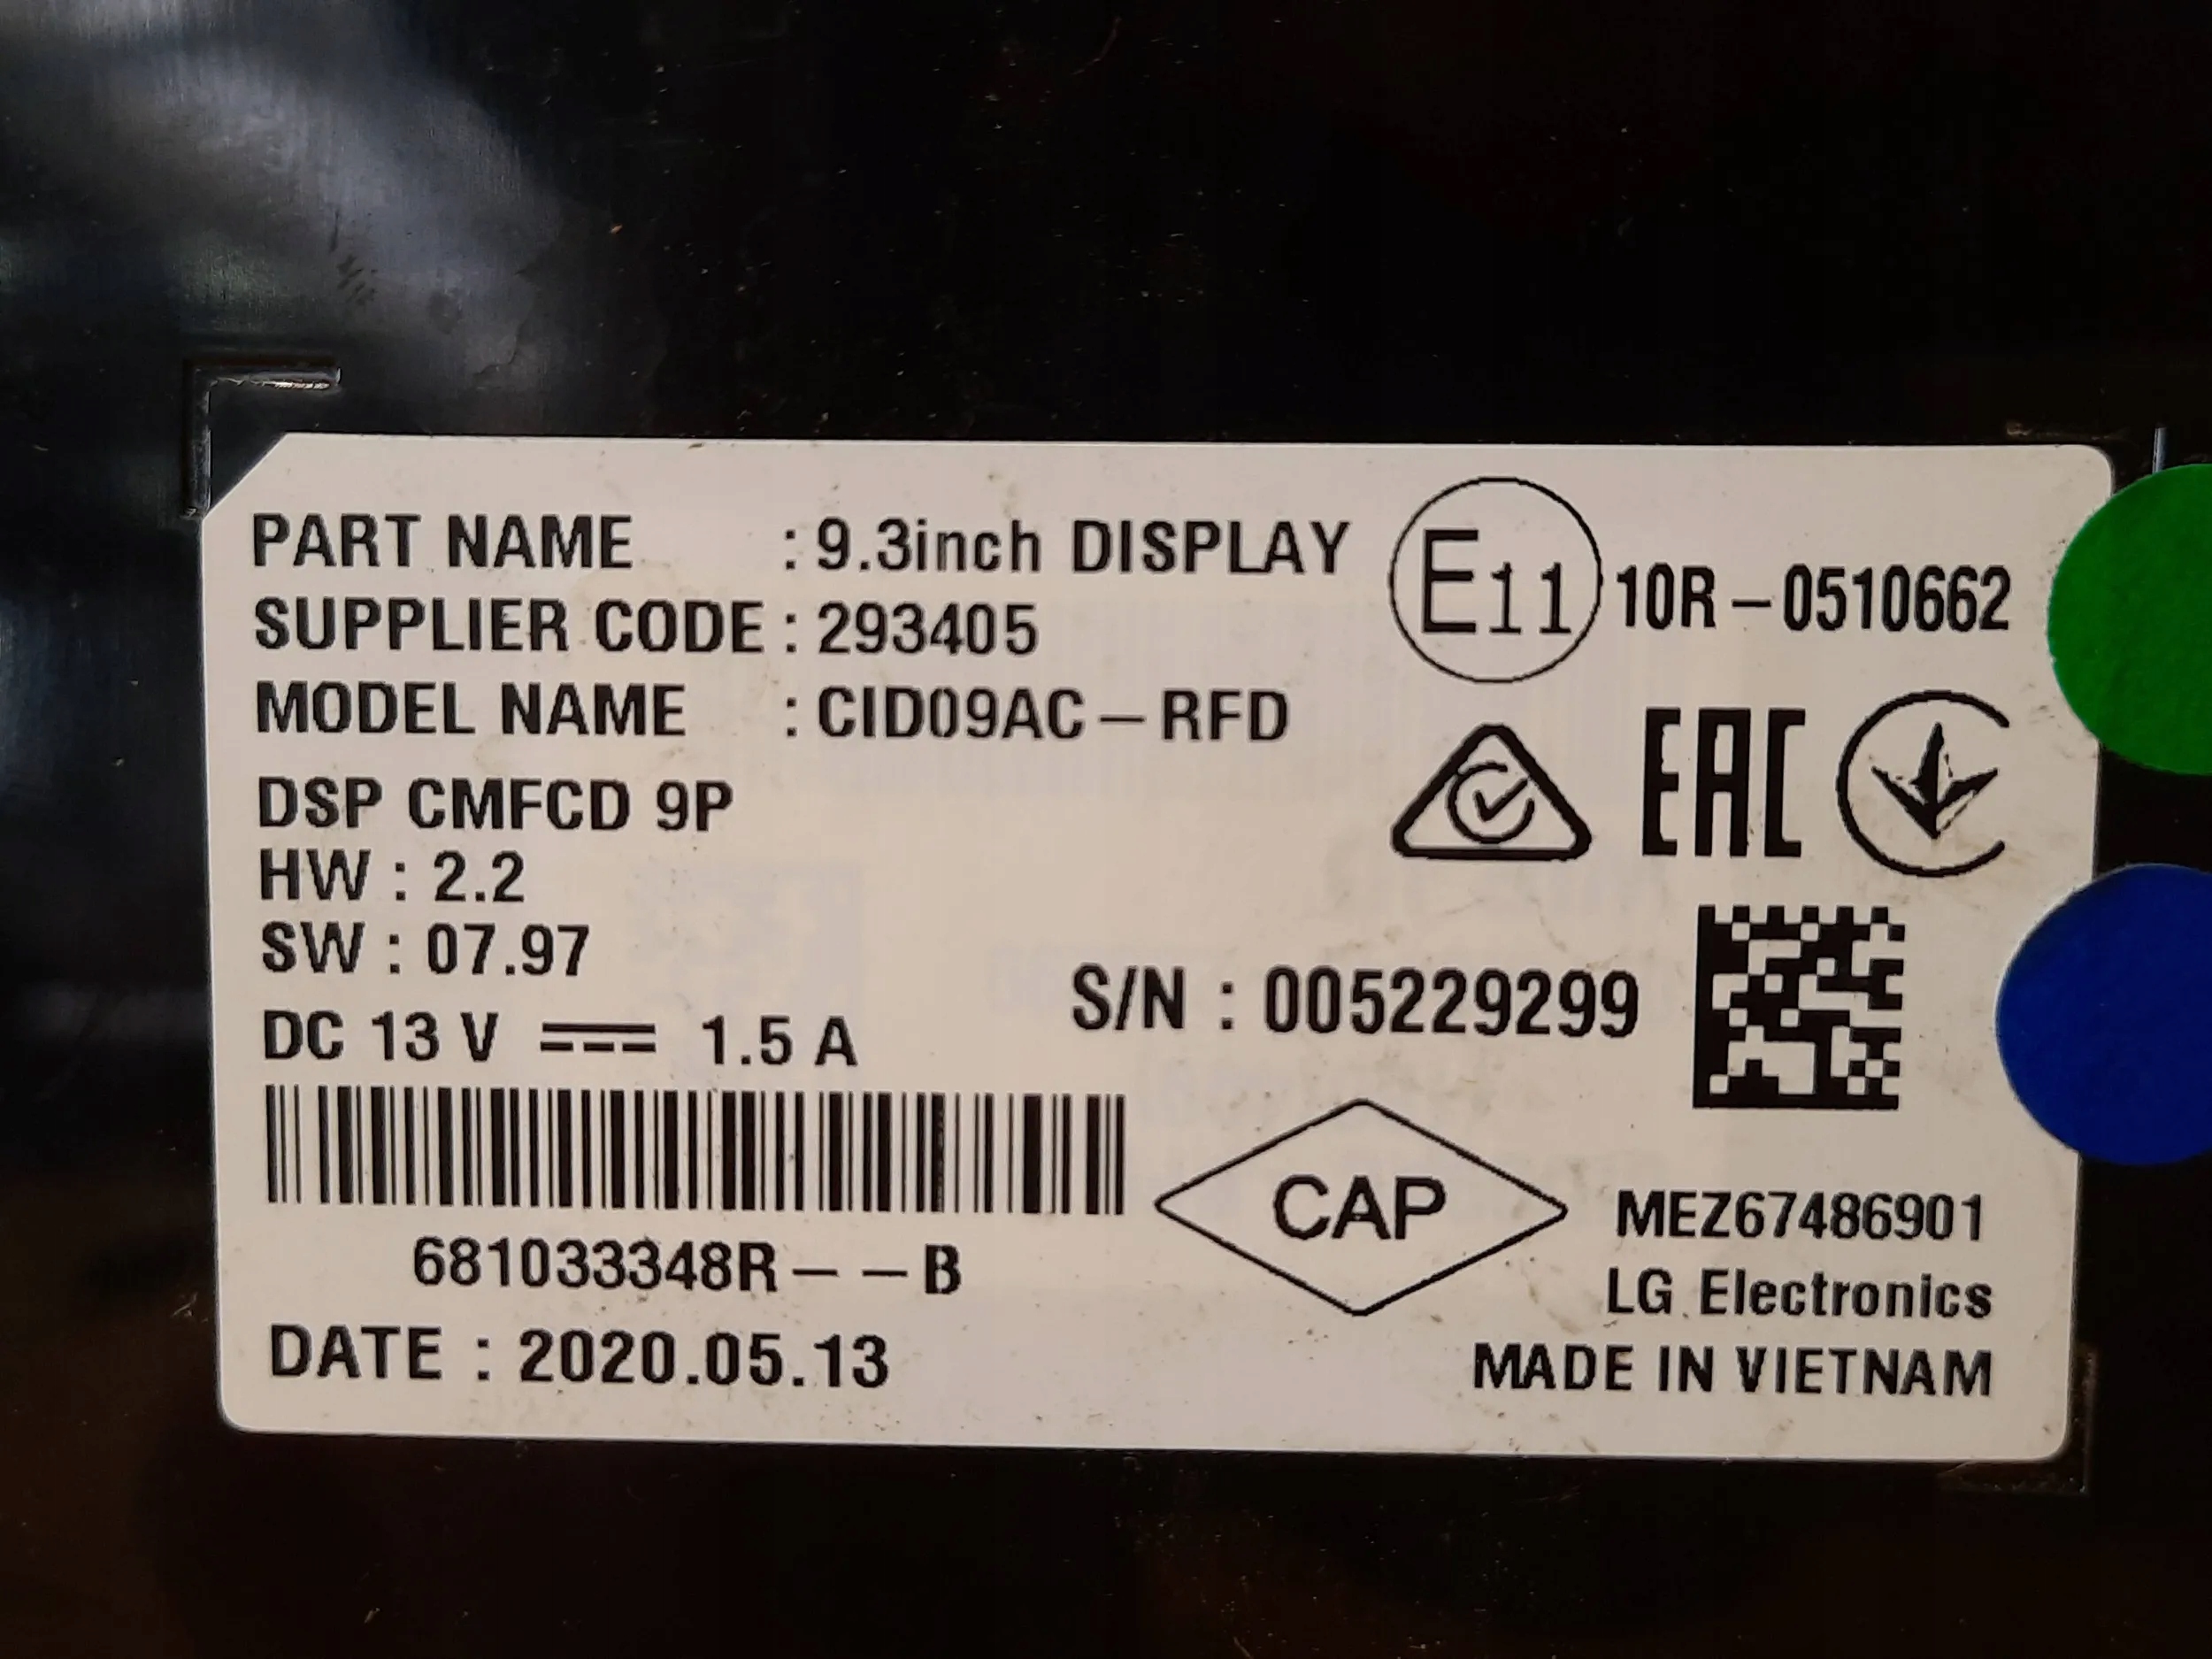 PART NAME : 9.3inch DISPLAY
SUPPLIER CODE : 293405
MODEL NAME : CID09AC-RFD
E11 10R-0510662
EAC
DSP CMFCD 9P
HW : 2.2
SW : 07.97
DC 13 V ⎓ 1.5 A
S/N : 005229299
681033348R--B
DATE : 2020.05.13
CAP
MEZ67486901
LG Electronics
MADE IN VIETNAM